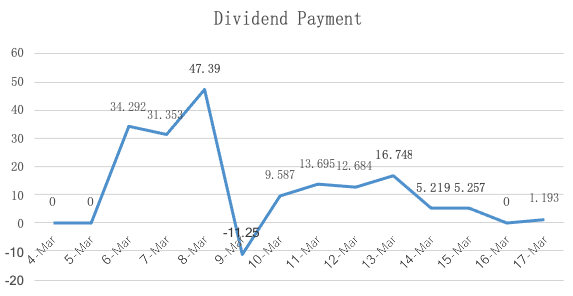 Dividend Payment
60
50
40
30
20
10
0
-10
-20
0
0
34.292
31.353
47.39
-11.25
9.587
13.695
12.684
16.748
5.219
5.257
0
1.193
4-Mar
5-Mar
6-Mar
7-Mar
8-Mar
9-Mar
10-Mar
11-Mar
12-Mar
13-Mar
14-Mar
15-Mar
16-Mar
17-Mar